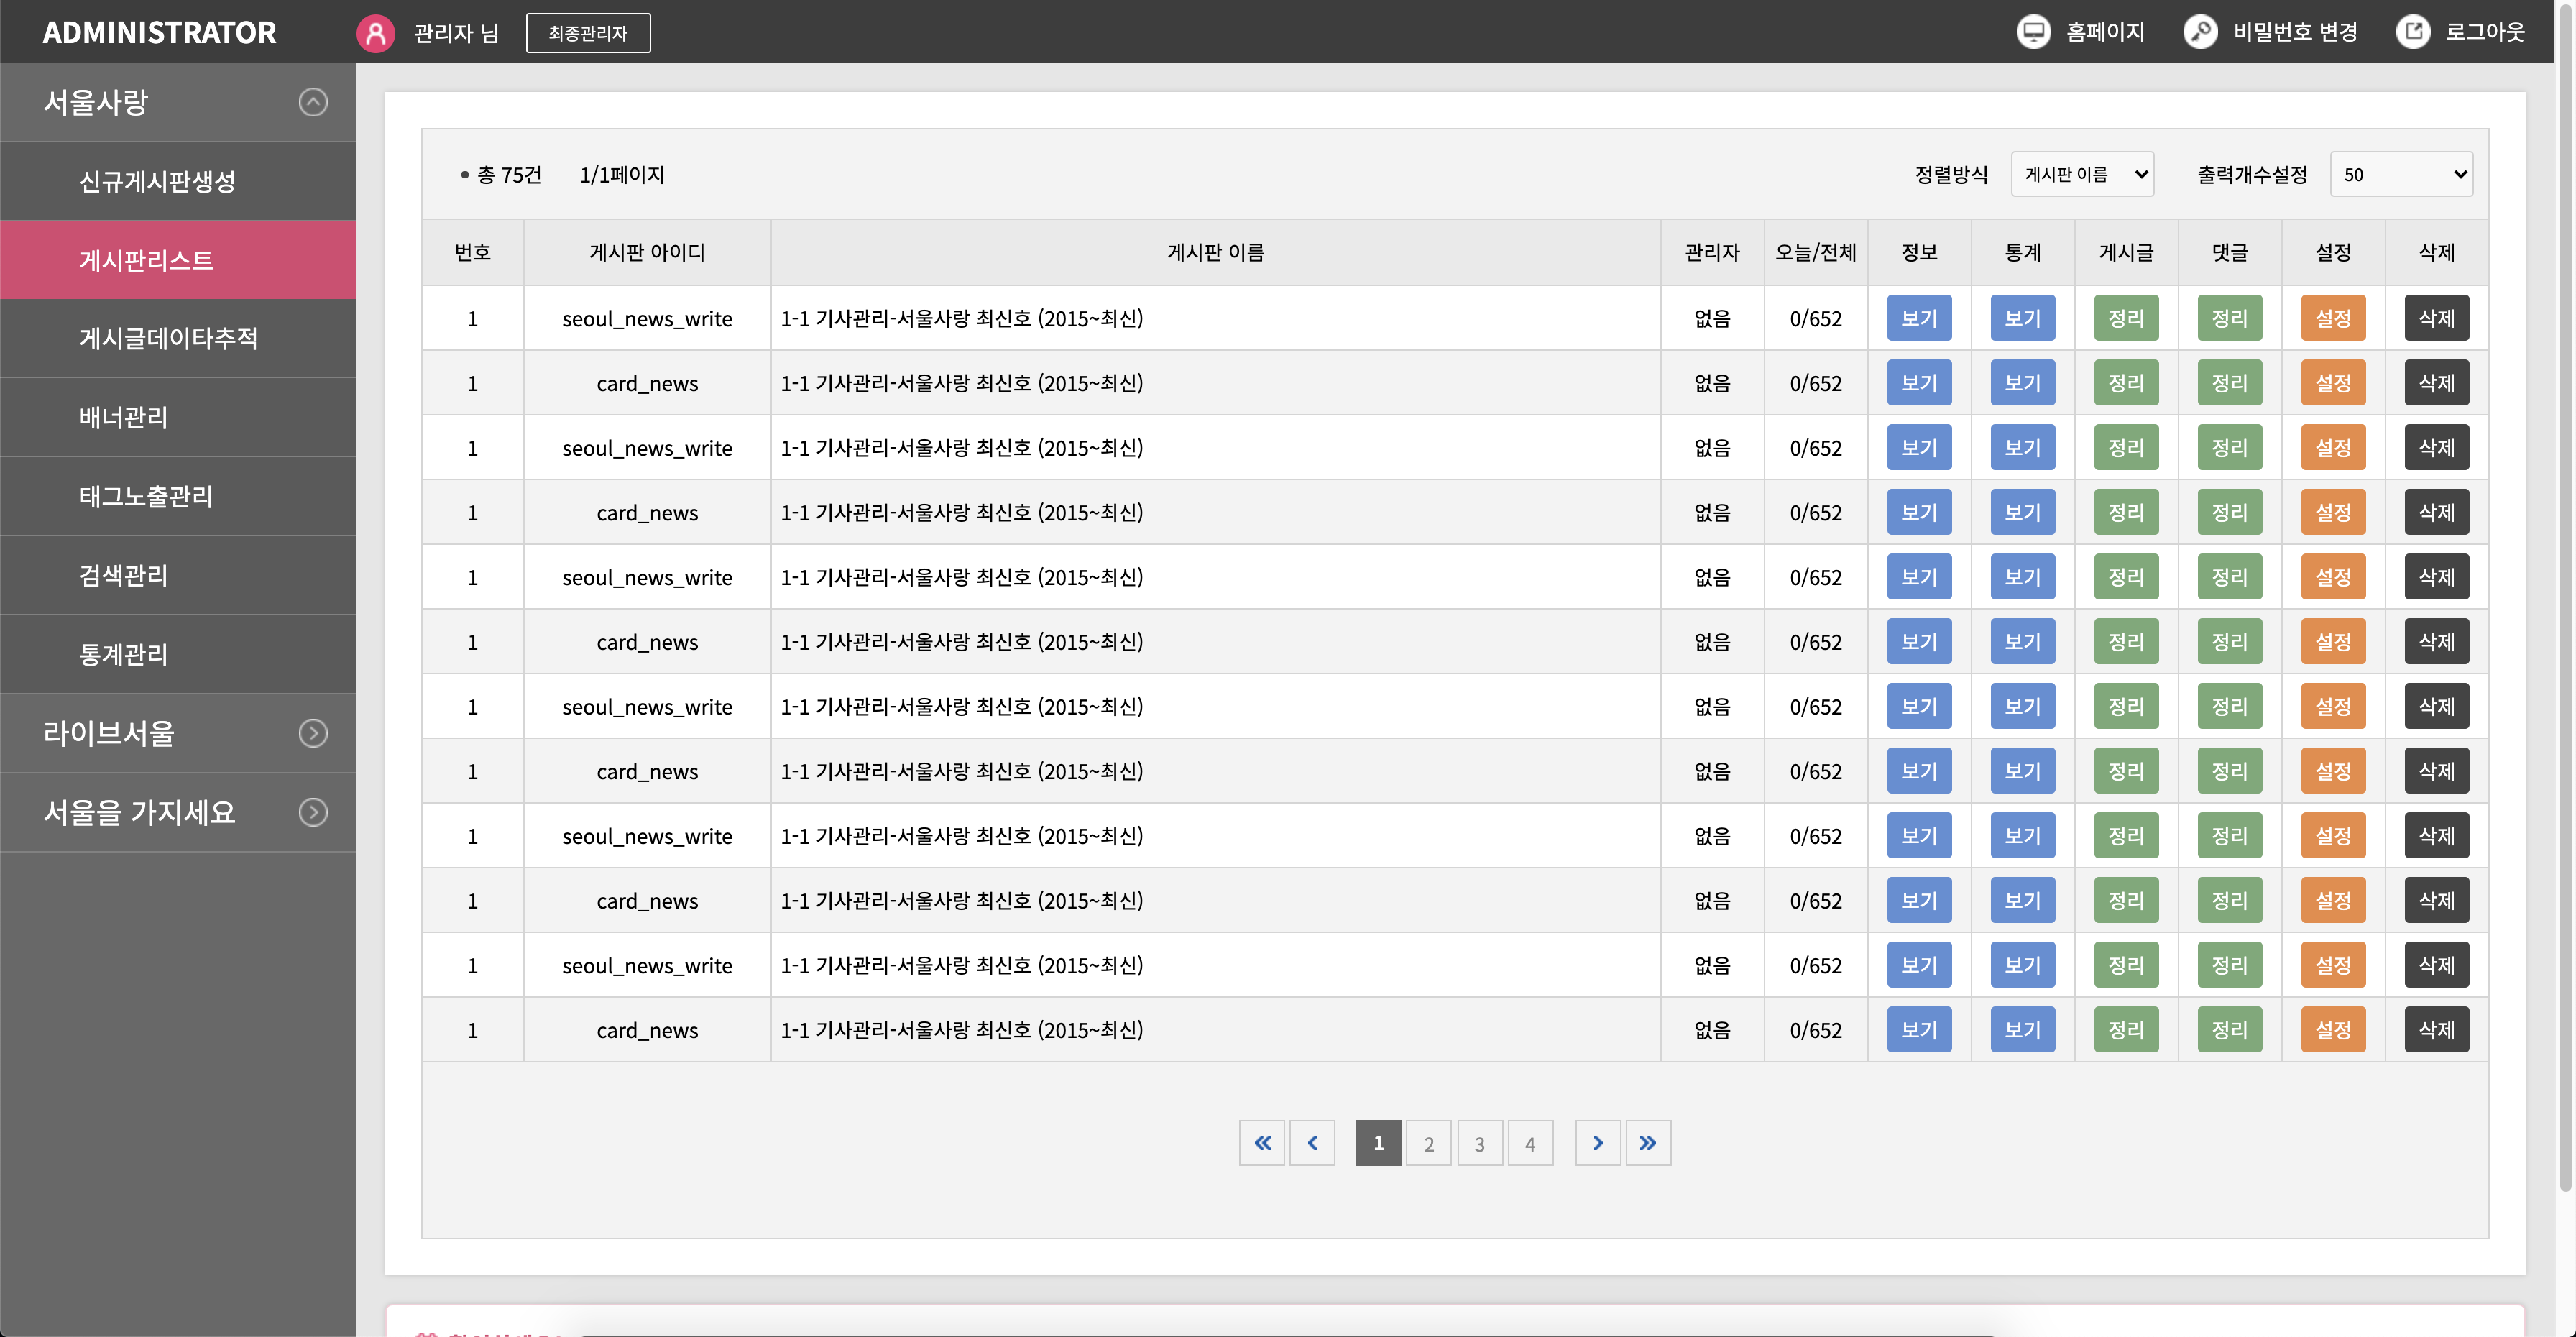 ADMINISTRATOR 관리자 님 최종관리자 홈페이지 비밀번호 변경 로그아웃
서울사랑
신규게시판생성
게시판리스트
게시글데이타추적
배너관리
태그노출관리
검색관리
통계관리
라이브서울
서울을 가지세요
• 총 75건 1/1페이지 정렬방식 게시판 이름 출력개수설정 50
번호 게시판 아이디 게시판 이름 관리자 오늘/전체 정보 통계 게시글 댓글 설정 삭제
1 seoul_news_write 1-1 기사관리-서울사랑 최신호 (2015~최신) 없음 0/652 보기 보기 정리 정리 설정 삭제
1 card_news 1-1 기사관리-서울사랑 최신호 (2015~최신) 없음 0/652 보기 보기 정리 정리 설정 삭제
1 seoul_news_write 1-1 기사관리-서울사랑 최신호 (2015~최신) 없음 0/652 보기 보기 정리 정리 설정 삭제
1 card_news 1-1 기사관리-서울사랑 최신호 (2015~최신) 없음 0/652 보기 보기 정리 정리 설정 삭제
1 seoul_news_write 1-1 기사관리-서울사랑 최신호 (2015~최신) 없음 0/652 보기 보기 정리 정리 설정 삭제
1 card_news 1-1 기사관리-서울사랑 최신호 (2015~최신) 없음 0/652 보기 보기 정리 정리 설정 삭제
1 seoul_news_write 1-1 기사관리-서울사랑 최신호 (2015~최신) 없음 0/652 보기 보기 정리 정리 설정 삭제
1 card_news 1-1 기사관리-서울사랑 최신호 (2015~최신) 없음 0/652 보기 보기 정리 정리 설정 삭제
1 seoul_news_write 1-1 기사관리-서울사랑 최신호 (2015~최신) 없음 0/652 보기 보기 정리 정리 설정 삭제
1 card_news 1-1 기사관리-서울사랑 최신호 (2015~최신) 없음 0/652 보기 보기 정리 정리 설정 삭제
1 seoul_news_write 1-1 기사관리-서울사랑 최신호 (2015~최신) 없음 0/652 보기 보기 정리 정리 설정 삭제
1 card_news 1-1 기사관리-서울사랑 최신호 (2015~최신) 없음 0/652 보기 보기 정리 정리 설정 삭제
1 2 3 4